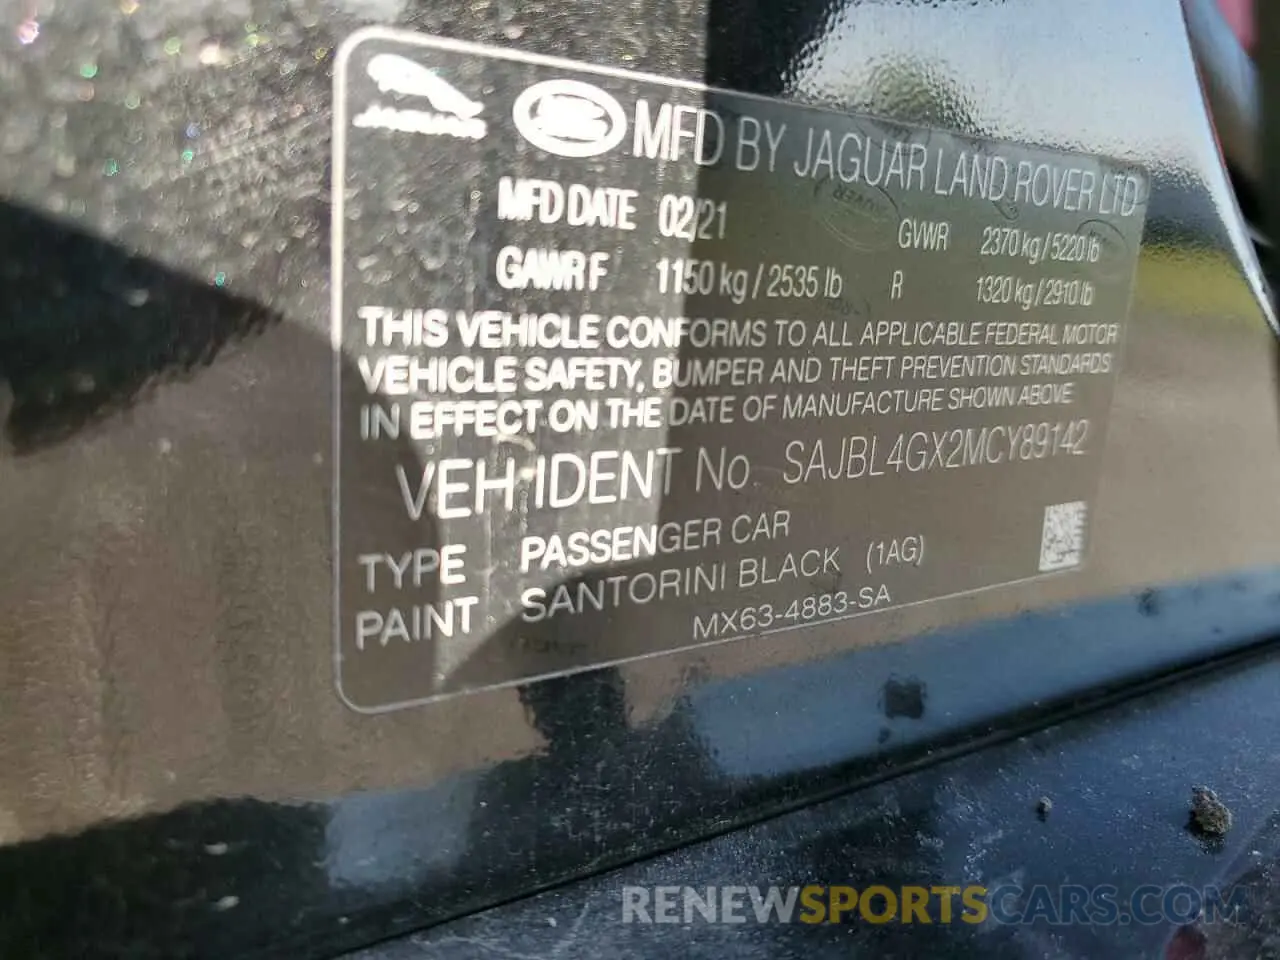 JAGUAR
MFD BY JAGUAR LAND ROVER LTD
MFD DATE 02/21 GVWR 2370 kg / 5220 lb
GAWR F 1150 kg / 2535 lb R 1320 kg / 2910 lb
THIS VEHICLE CONFORMS TO ALL APPLICABLE FEDERAL MOTOR
VEHICLE SAFETY, BUMPER AND THEFT PREVENTION STANDARDS
IN EFFECT ON THE DATE OF MANUFACTURE SHOWN ABOVE
VEH IDENT No. SAJBL4GX2MCY89142
TYPE PASSENGER CAR
PAINT SANTORINI BLACK (1AG)
MX63-4883-SA
RENEWSPORTSCARS.COM